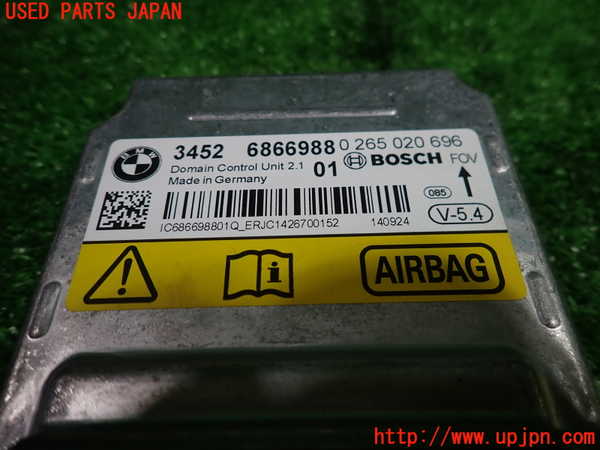 USED PARTS JAPAN
BMW
3452 6866988 0 265 020 696
Domain Control Unit 2.1 01 BOSCH FOV
Made in Germany
085
V-5.4
IC686698801Q_ERJC1426700152 140924
AIRBAG
http://www.upjpn.com/